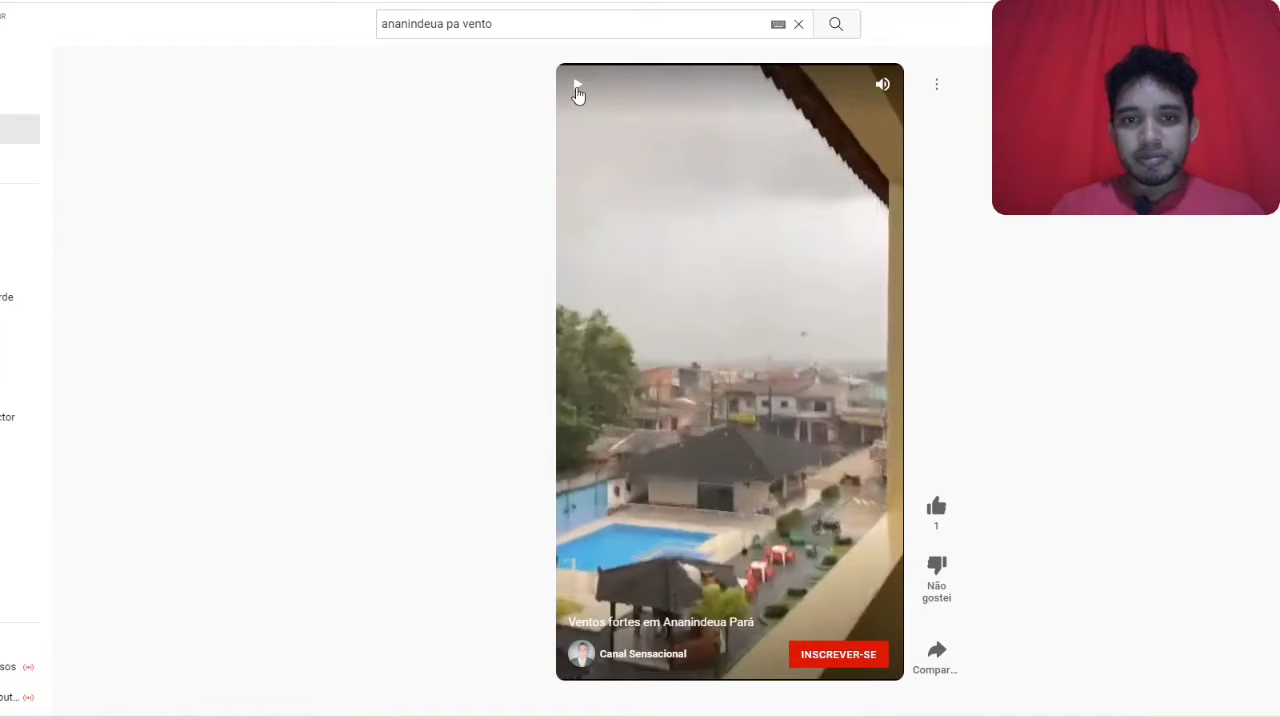 BR
ananindeua pa vento
rde
ctor
Ventos fortes em Ananindeua Pará
Canal Sensacional
INSCREVER-SE
1
Não
gostei
Compar...
sos
out...